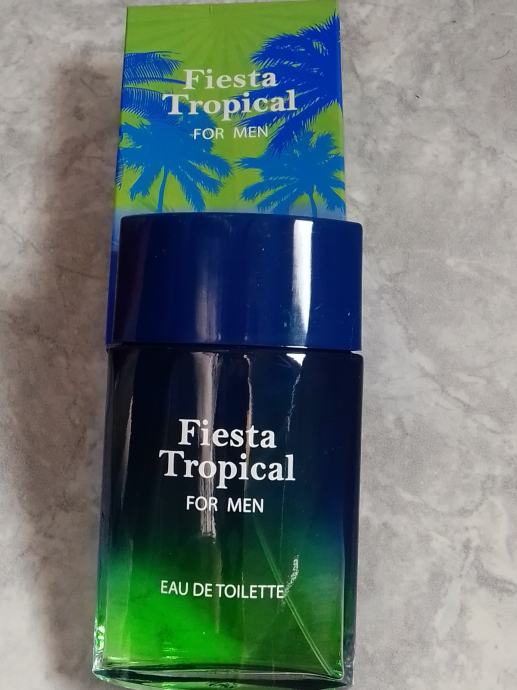 Fiesta
Tropical
FOR MEN
Fiesta
Tropical
FOR MEN
EAU DE TOILETTE